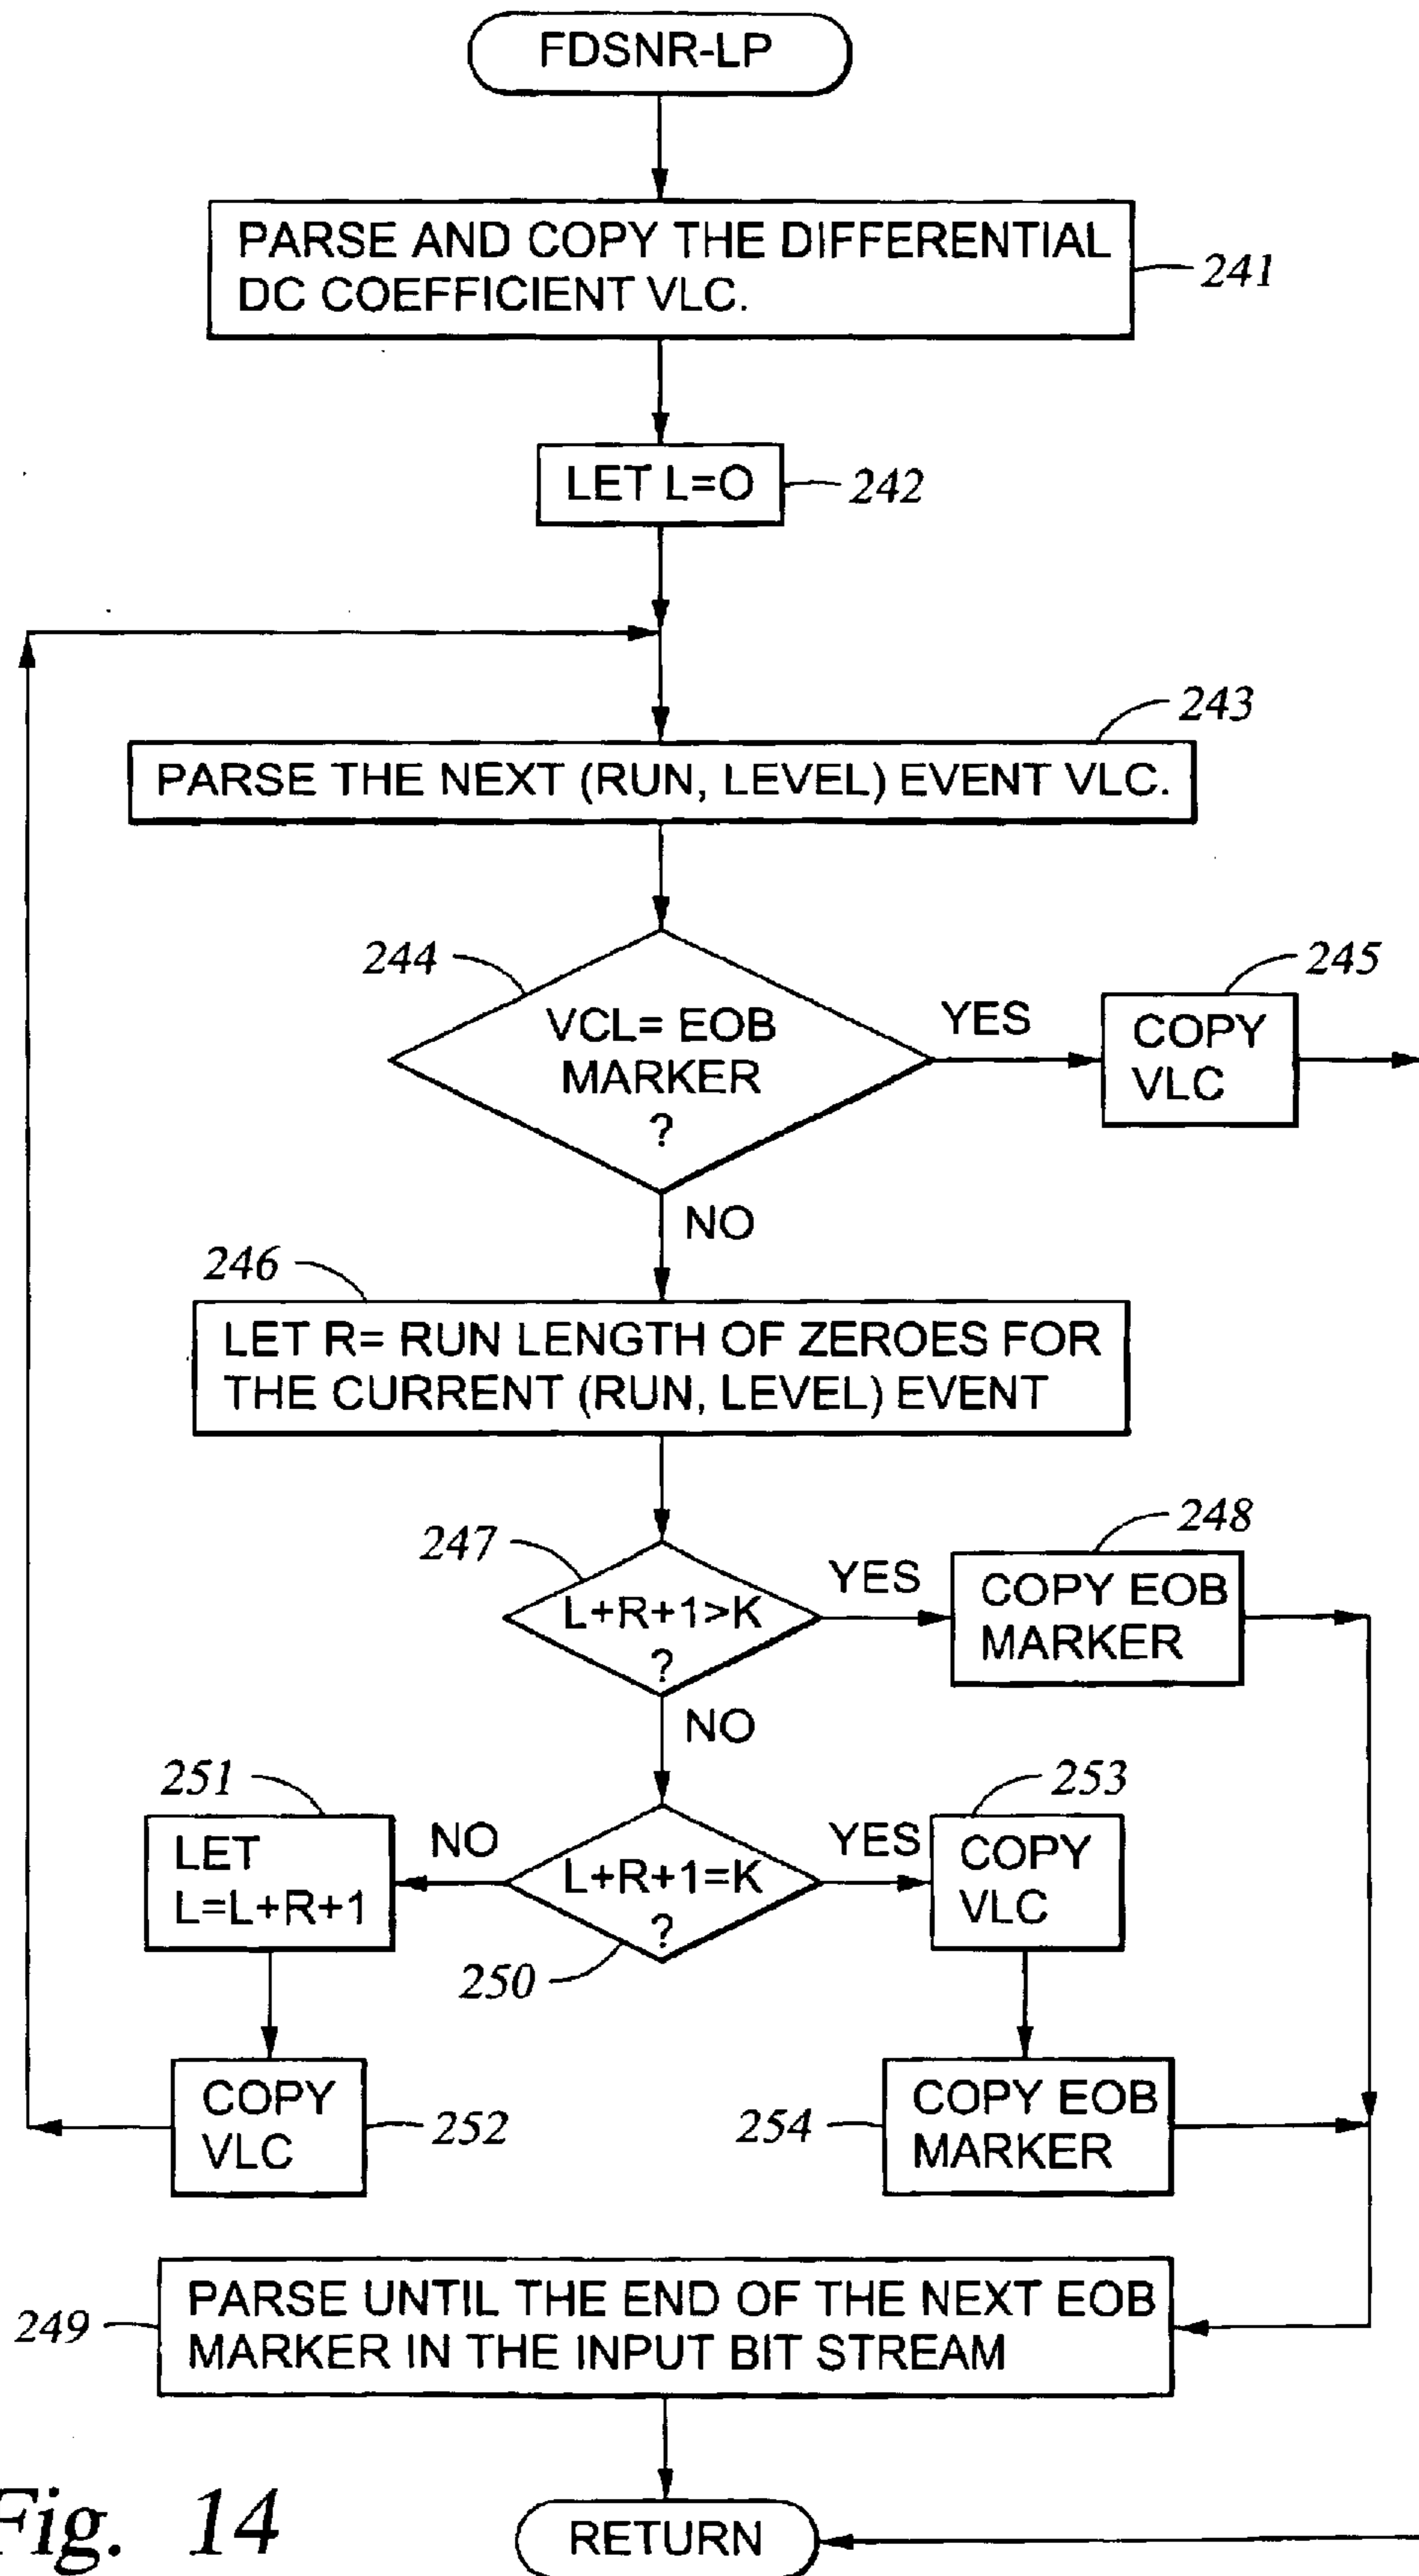 FDSNR-LP
PARSE AND COPY THE DIFFERENTIAL
DC COEFFICIENT VLC.
241
LET L=O
242
243
PARSE THE NEXT (RUN, LEVEL) EVENT VLC.
244
VCL= EOB
MARKER
?
YES
245
COPY
VLC
NO
246
LET R= RUN LENGTH OF ZEROES FOR
THE CURRENT (RUN, LEVEL) EVENT
247
L+R+1>K
?
YES
248
COPY EOB
MARKER
NO
251
LET
L=L+R+1
NO
L+R+1=K
?
250
YES
253
COPY
VLC
COPY
VLC
252
254
COPY EOB
MARKER
249
PARSE UNTIL THE END OF THE NEXT EOB
MARKER IN THE INPUT BIT STREAM
Fig. 14
RETURN